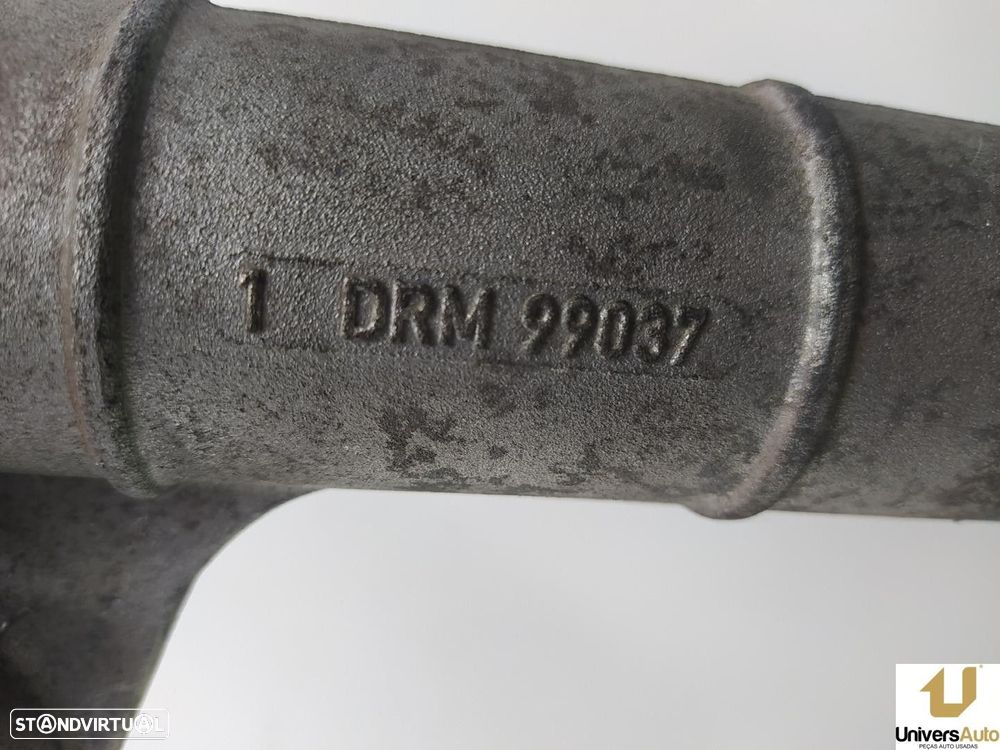 1 DRM 99037
STANDVIRTUAL
UniversAuto
PEÇAS AUTO USADAS